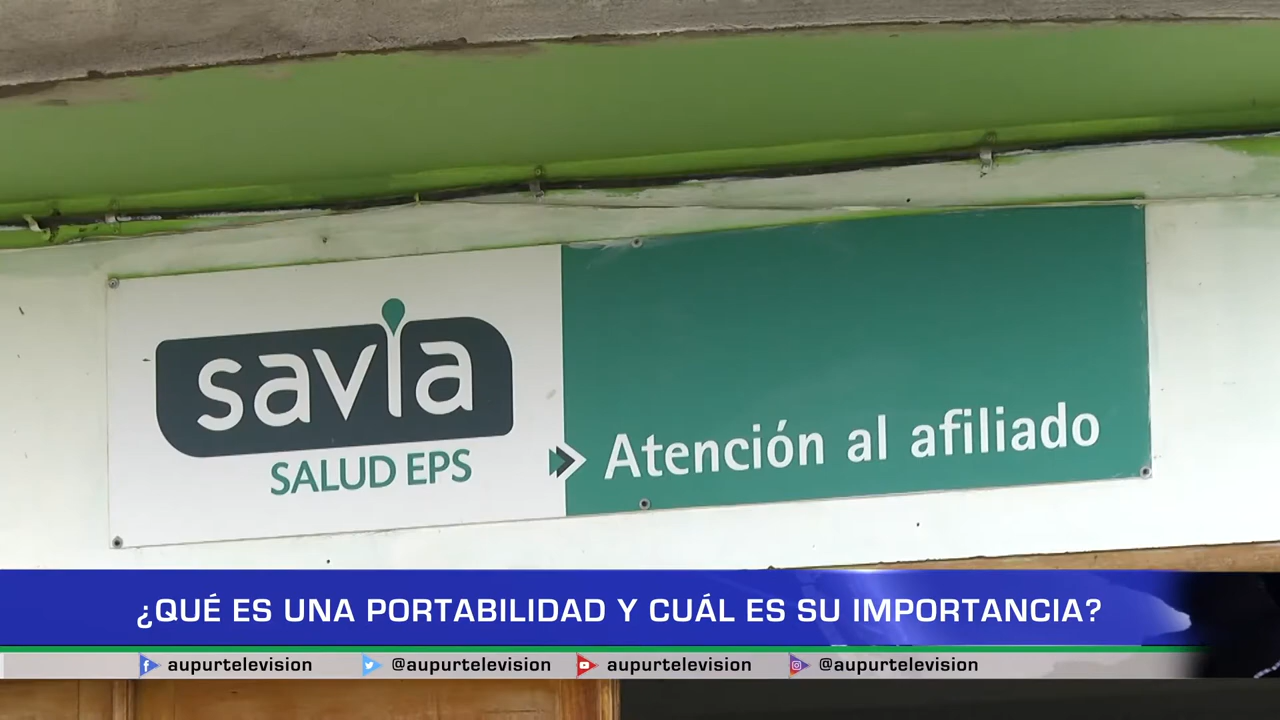 savia
SALUD EPS
Atención al afiliado
¿QUÉ ES UNA PORTABILIDAD Y CUÁL ES SU IMPORTANCIA?
aupurtelevision @aupurtelevision aupurtelevision @aupurtelevision